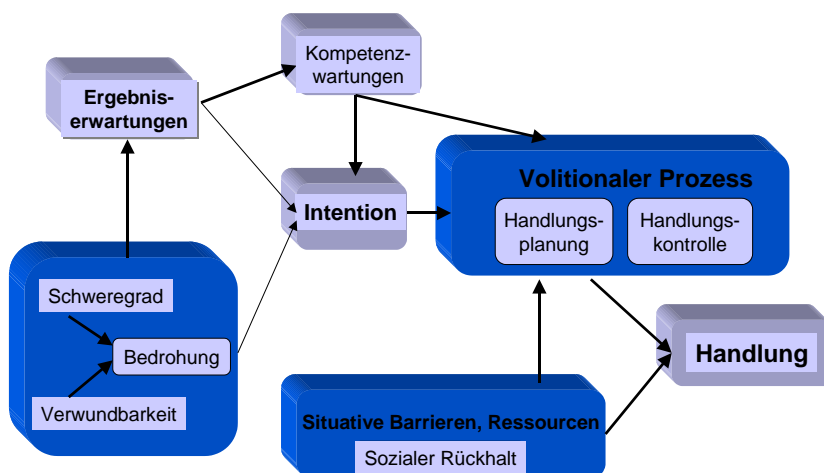 Kompetenz-
wartungen
Ergebnis-
erwartungen
Volitionaler Prozess
Intention
Handlungs-
planung
Handlungs-
kontrolle
Schweregrad
Bedrohung
Verwundbarkeit
Handlung
Situative Barrieren, Ressourcen
Sozialer Rückhalt